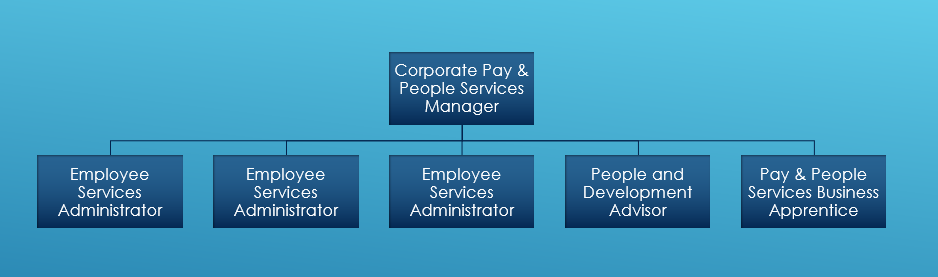 Corporate Pay &
People Services
Manager
Employee
Services
Administrator
Employee
Services
Administrator
Employee
Services
Administrator
People and
Development
Advisor
Pay & People
Services Business
Apprentice